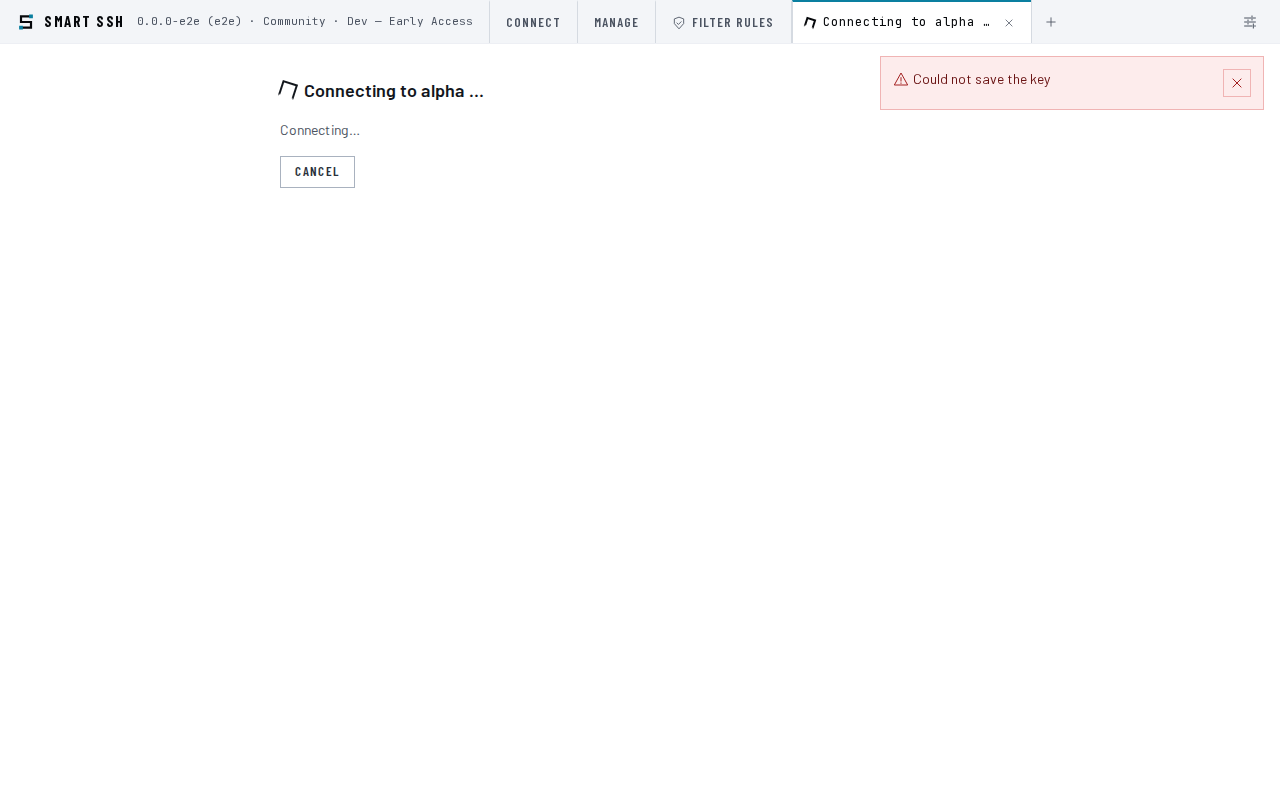 SMART SSH 0.0.0-e2e (e2e) · Community · Dev — Early Access CONNECT MANAGE FILTER RULES Connecting to alpha …
Could not save the key
Connecting to alpha …
Connecting…
CANCEL